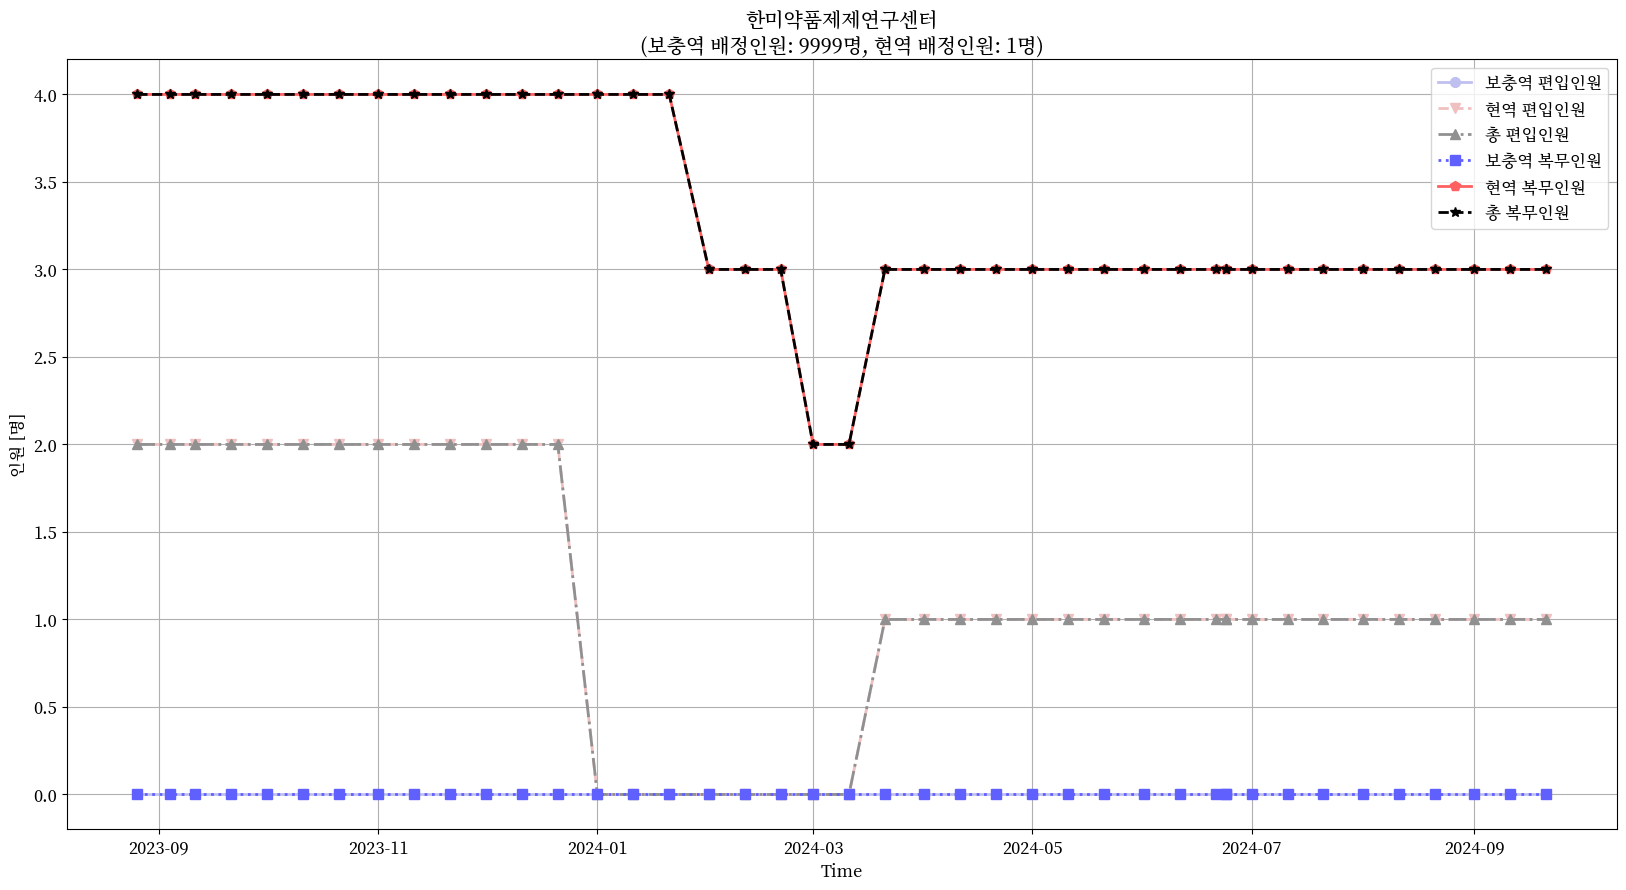 한미약품제제연구센터
(보충역 배정인원: 9999명, 현역 배정인원: 1명)
보충역 편입인원
현역 편입인원
총 편입인원
보충역 복무인원
현역 복무인원
총 복무인원
인원 [명]
4.0
3.5
3.0
2.5
2.0
1.5
1.0
0.5
0.0
2023-09 2023-11 2024-01 2024-03 2024-05 2024-07 2024-09
Time